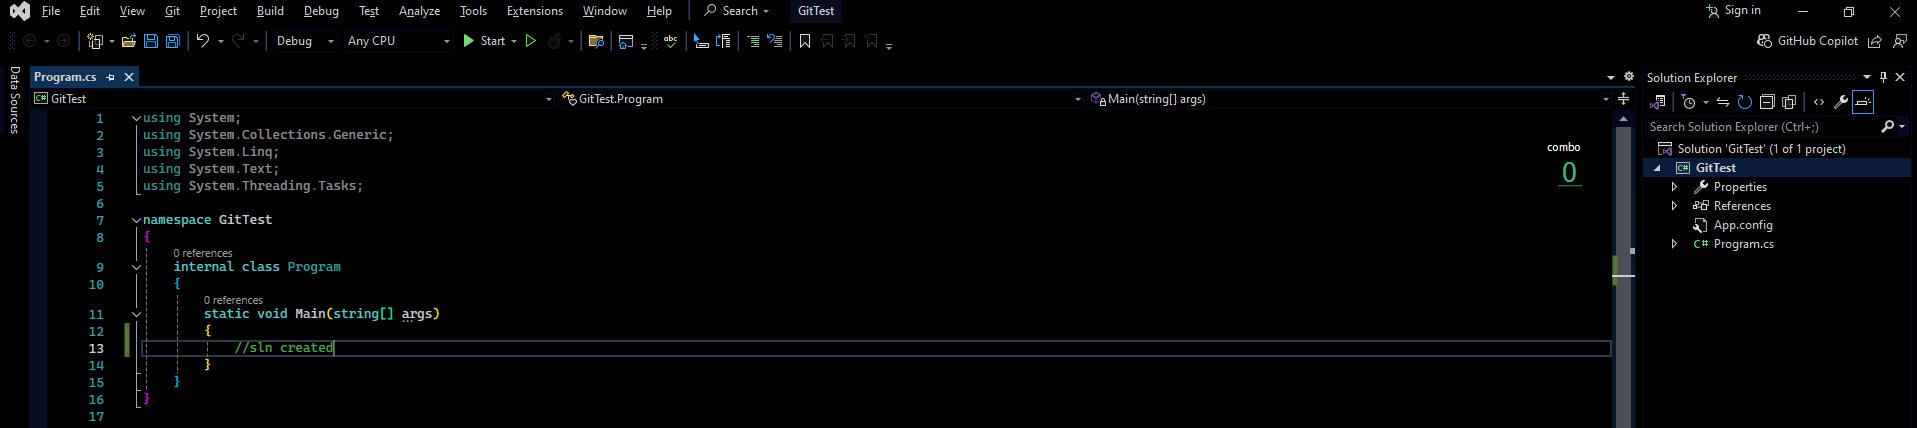 File Edit View Git Project Build Debug Test Analyze Tools Extensions Window Help Search GitTest Sign in
Debug Any CPU Start GitHub Copilot
Data Sources
Program.cs
GitTest GitTest.Program Main(string[] args)
1 using System;
2 using System.Collections.Generic;
3 using System.Linq;
4 using System.Text;
5 using System.Threading.Tasks;
6
7 namespace GitTest
8 {
0 references
9 internal class Program
10 {
0 references
11 static void Main(string[] args)
12 {
13 //sln created
14 }
15 }
16 }
17
combo
0
Solution Explorer
Search Solution Explorer (Ctrl+;)
Solution 'GitTest' (1 of 1 project)
C# GitTest
Properties
References
App.config
C# Program.cs